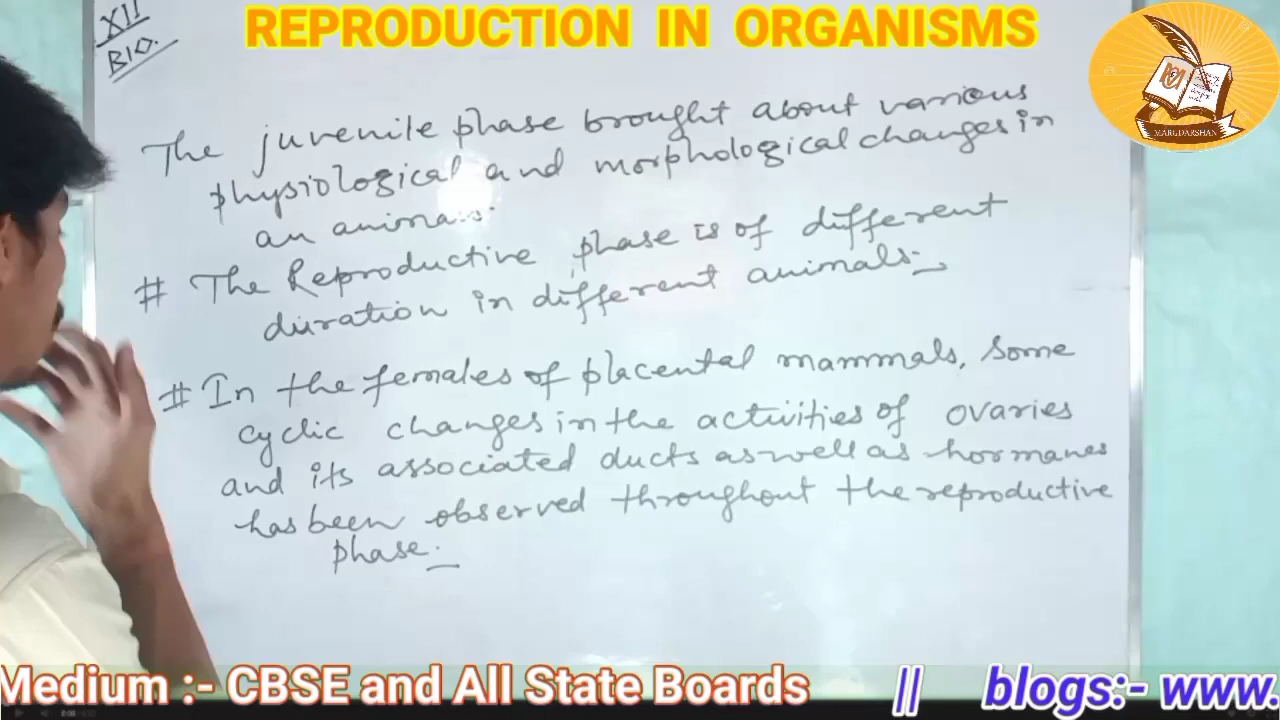 REPRODUCTION IN ORGANISMS
XII
BIO.
MARGDARSHAN
The juvenile phase brought about various
physiological and morphological changes in
an animals.
# The Reproductive phase is of different
duration in different animals.
# In the females of placental mammals, some
cyclic changes in the activities of ovaries
and its associated ducts as well as hormanes
has been observed throughout the reproductive
phase.
Medium :- CBSE and All State Boards || blogs:- www.